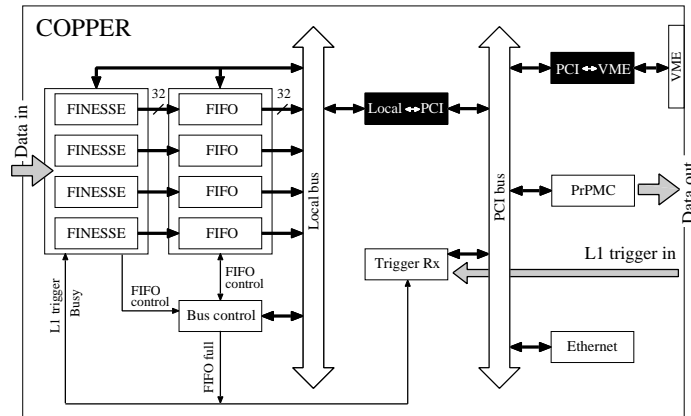 COPPER
Data in
FINESSE
32
FIFO
32
FINESSE
FIFO
FINESSE
FIFO
FINESSE
FIFO
Local bus
Local PCI
PCI bus
PCI VME
VME
PrPMC
Data out
Trigger Rx
L1 trigger in
Ethernet
L1 trigger
Busy
FIFO
control
FIFO
control
Bus control
FIFO full